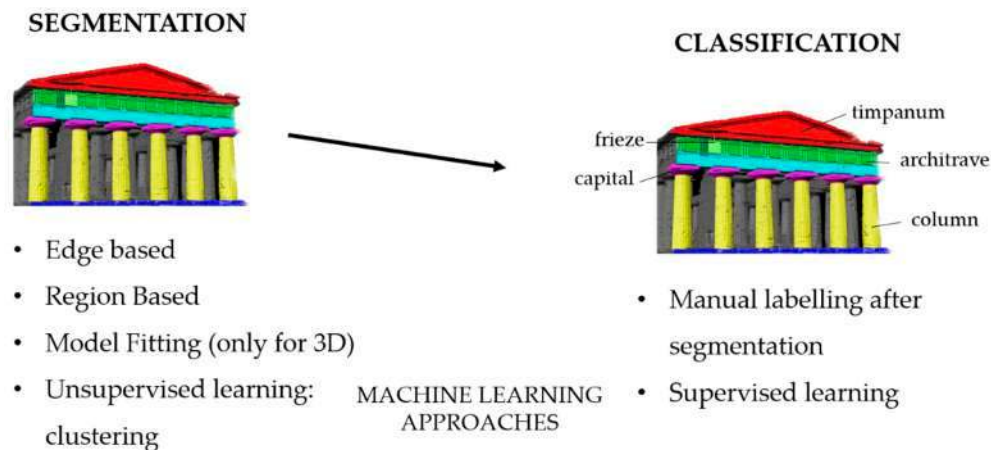 SEGMENTATION
• Edge based
• Region Based
• Model Fitting (only for 3D)
• Unsupervised learning:
clustering
MACHINE LEARNING
APPROACHES
CLASSIFICATION
timpanum
frieze
architrave
capital
column
• Manual labelling after
segmentation
• Supervised learning